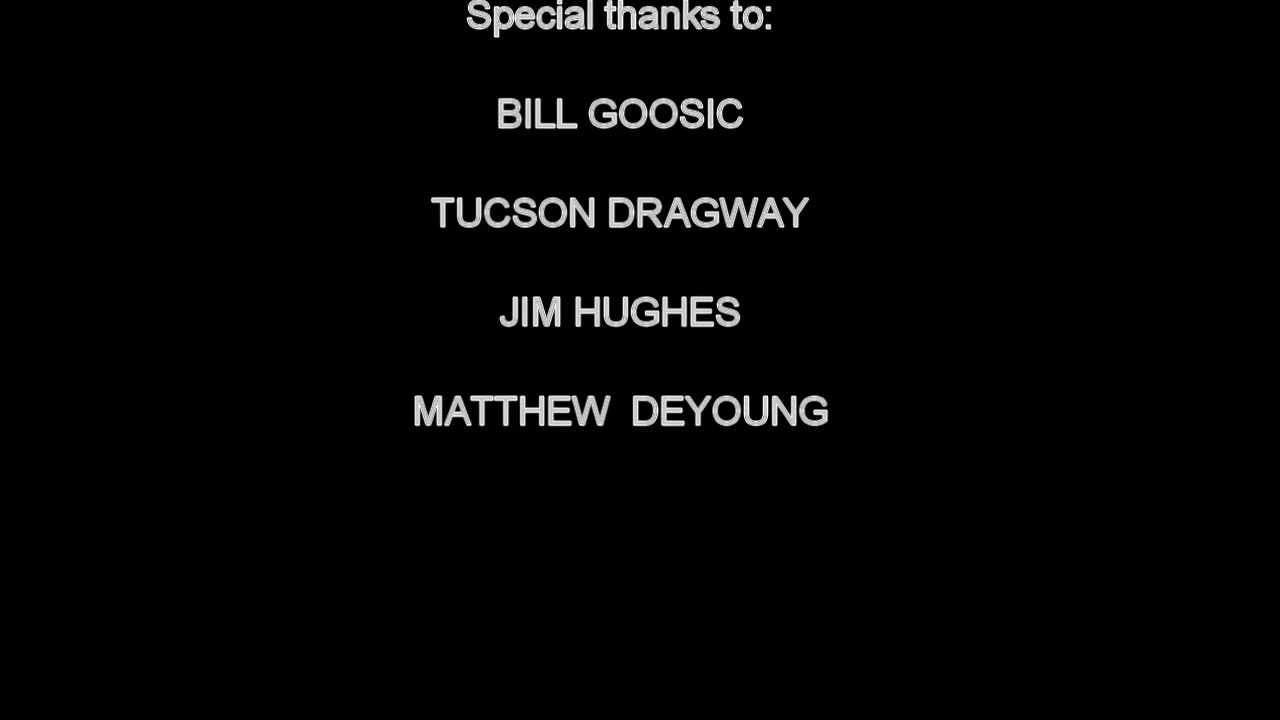 Special thanks to:
BILL GOOSIC
TUCSON DRAGWAY
JIM HUGHES
MATTHEW  DEYOUNG